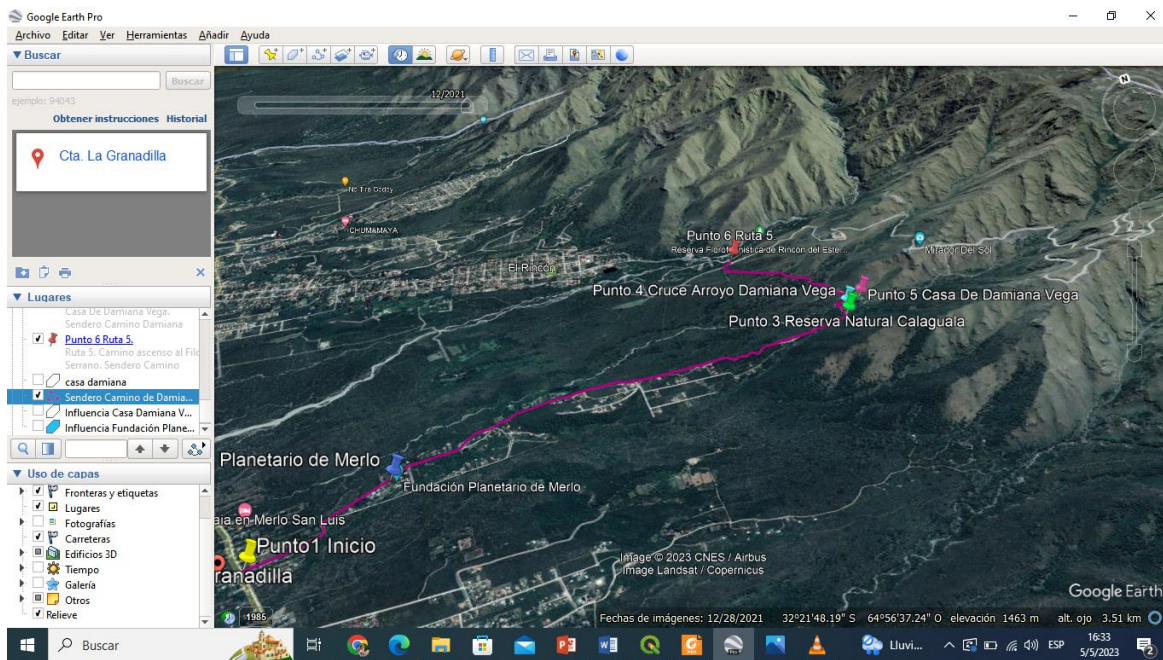 Google Earth Pro
Archivo Editar Ver Herramientas Añadir Ayuda
Buscar
Buscar
ejemplo: 94043
Obtener instrucciones Historial
Cta. La Granadilla
Lugares
Casa De Damiana Vega.
Sendero Camino Damiana
Punto 6 Ruta 5.
Ruta 5. Camino ascenso al Filo
Serrano. Sendero Camino
casa damiana
Sendero Camino de Damia...
Influencia Casa Damiana V...
Influencia Fundación Plane...
Uso de capas
Fronteras y etiquetas
Lugares
Fotografías
Carreteras
Edificios 3D
Tiempo
Galería
Otros
Relieve
12/2021
N
CHUMAMAYA
El Rincón
Punto 6 Ruta 5
Mirador Del Sol
Punto 4 Cruce Arroyo Damiana Vega
Punto 5 Casa De Damiana Vega
Punto 3 Reserva Natural Calaguala
Planetario de Merlo
Fundación Planetario de Merlo
aia en Merlo San Luis
Punto1 Inicio
ranadilla
Image © 2023 CNES / Airbus
Image Landsat / Copernicus
Google Earth
1985
Fechas de imágenes: 12/28/2021 32°21'48.19" S 64°56'37.24" O elevación 1463 m alt. ojo 3.51 km
Buscar
Lluvi...
ESP
16:33
5/5/2023
2